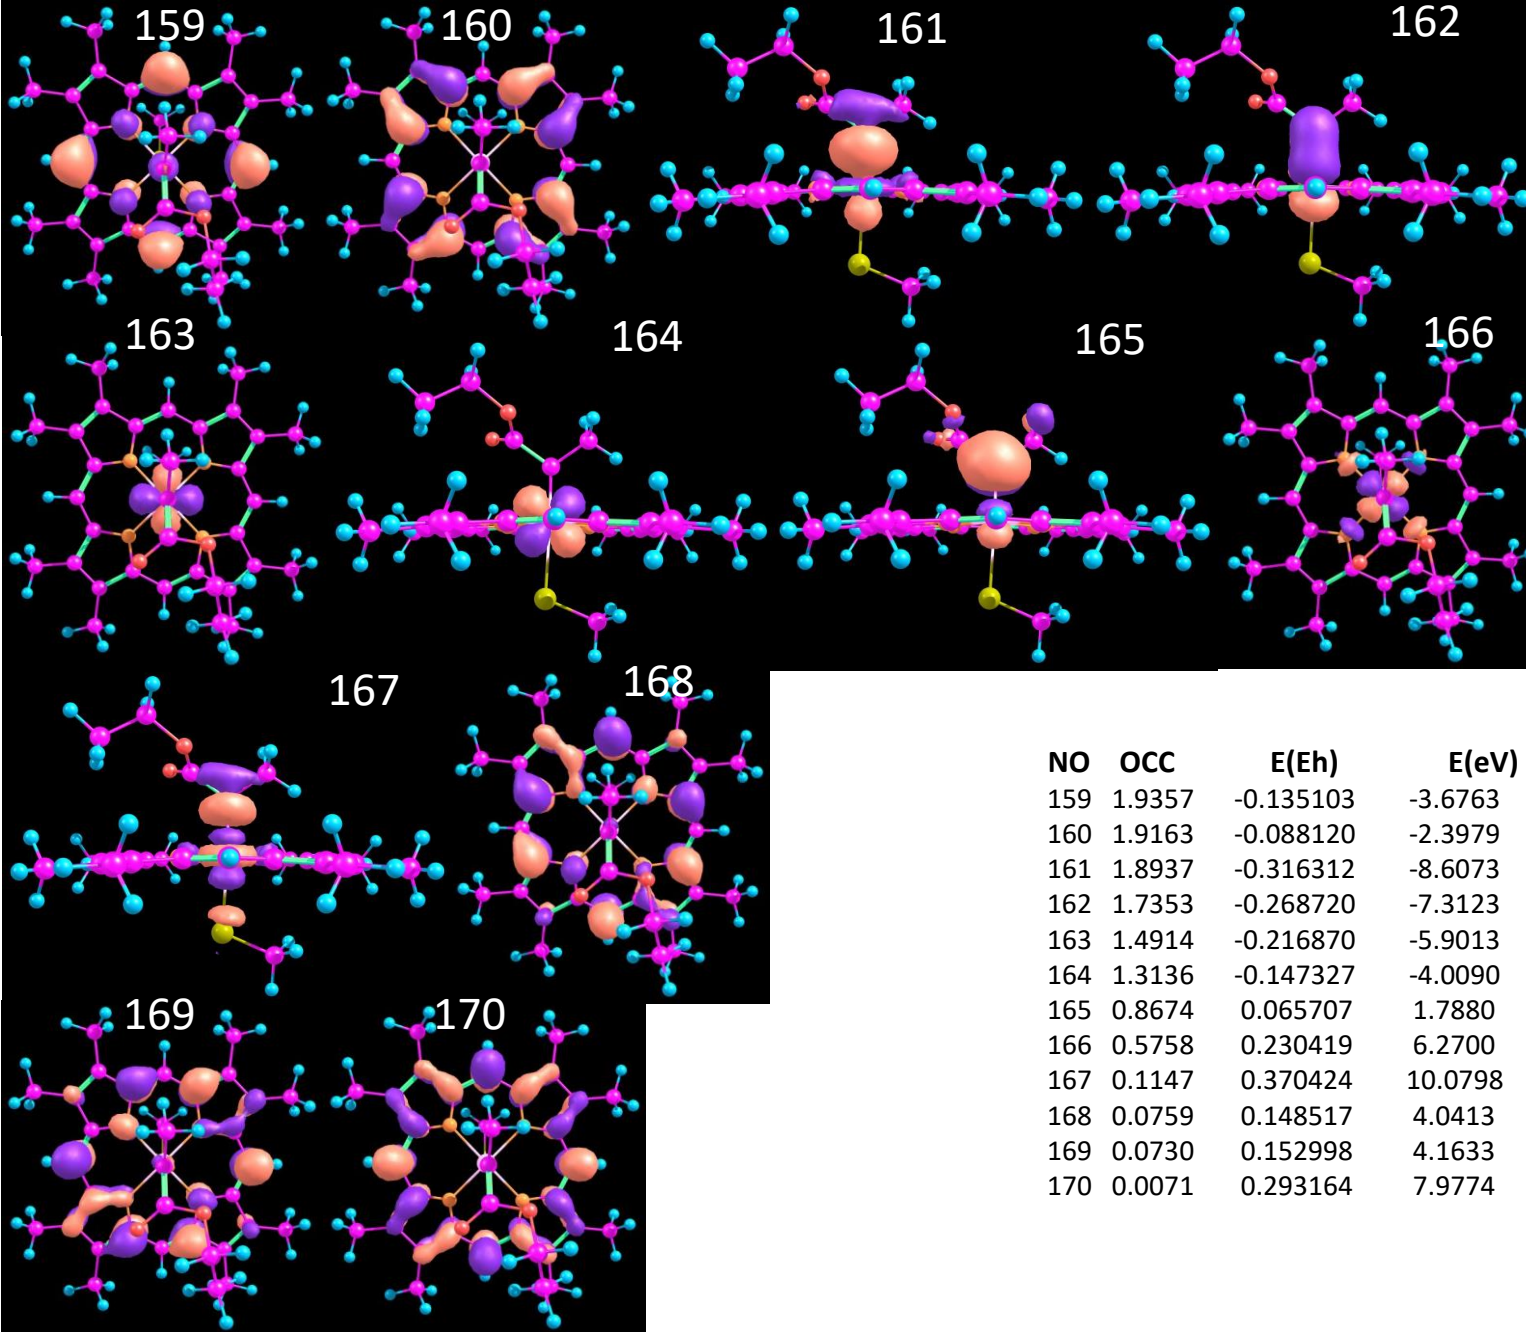 159 160 161 162
163 164 165 166
167 168
169 170
NO OCC E(Eh) E(eV)
159 1.9357 -0.135103 -3.6763
160 1.9163 -0.088120 -2.3979
161 1.8937 -0.316312 -8.6073
162 1.7353 -0.268720 -7.3123
163 1.4914 -0.216870 -5.9013
164 1.3136 -0.147327 -4.0090
165 0.8674 0.065707 1.7880
166 0.5758 0.230419 6.2700
167 0.1147 0.370424 10.0798
168 0.0759 0.148517 4.0413
169 0.0730 0.152998 4.1633
170 0.0071 0.293164 7.9774